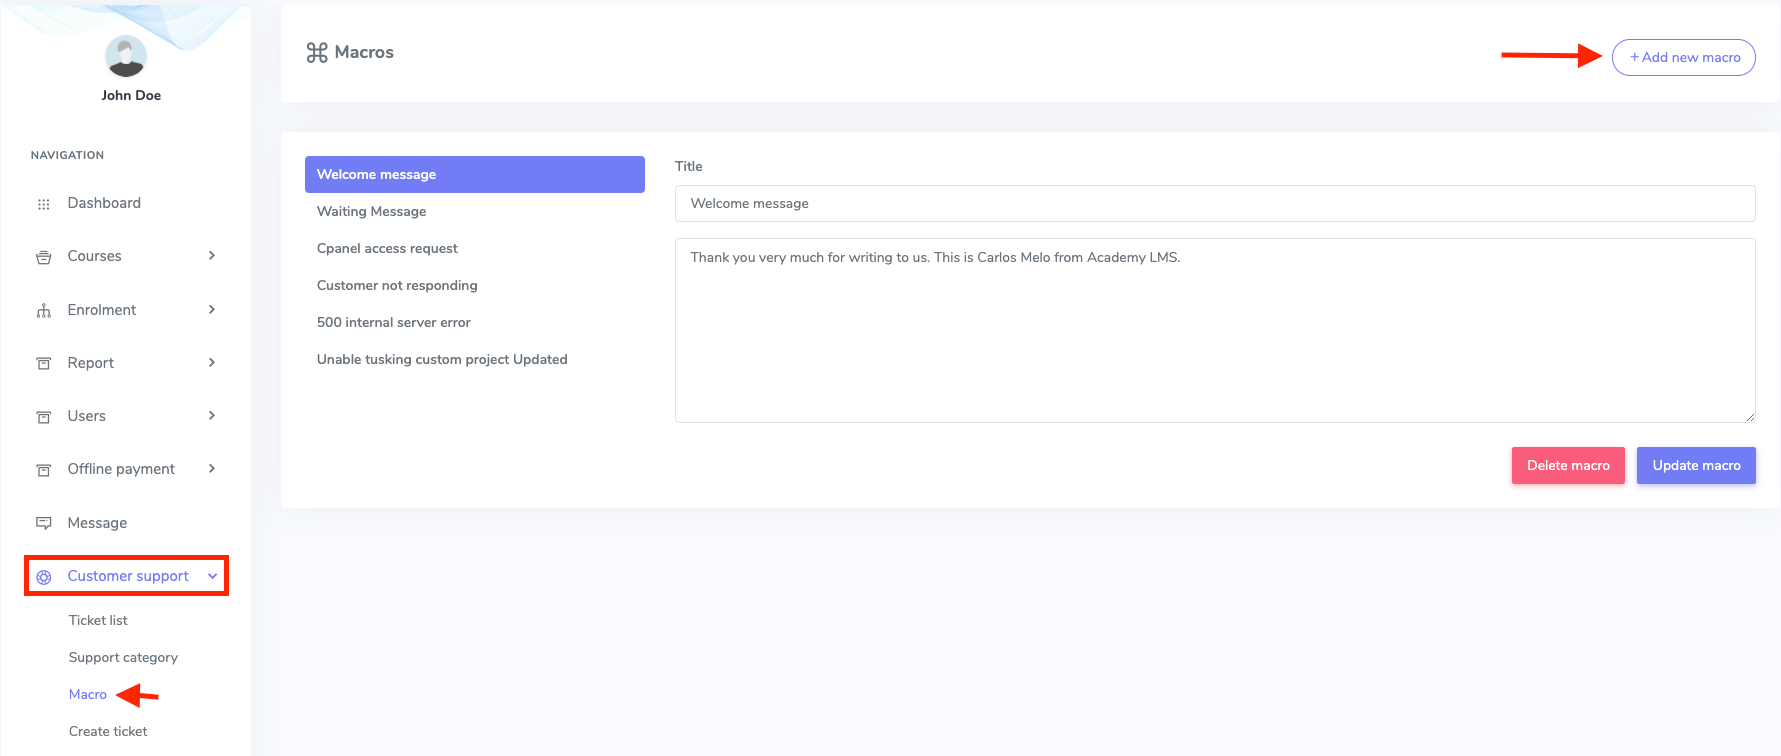 John Doe
NAVIGATION
Dashboard
Courses
Enrolment
Report
Users
Offline payment
Message
Customer support
Ticket list
Support category
Macro
Create ticket
Macros
+ Add new macro
Welcome message
Waiting Message
Cpanel access request
Customer not responding
500 internal server error
Unable tusking custom project Updated
Title
Welcome message
Thank you very much for writing to us. This is Carlos Melo from Academy LMS.
Delete macro
Update macro